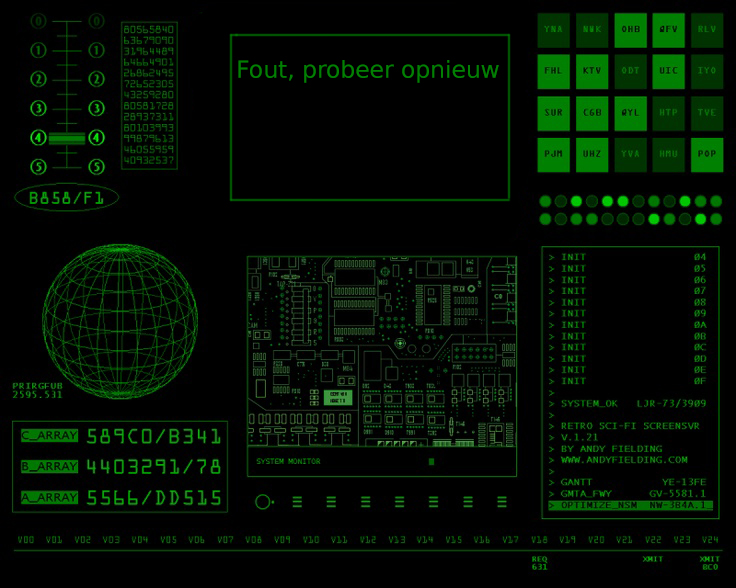 0 0
1 1
2 2
3 3
4 4
5 5
80565840
63679090
31964489
64664901
26862495
72652305
43259280
80581728
28937311
80103993
99879613
46055959
40932537
B858/F1
Fout, probeer opnieuw
YNA NWK OHB QFV RLV
FHL KTV ODT UIC IYO
SUR CGB QYL HTP TVE
PJM UHZ YVA HMU POP
PRIRGFUB
2595.531
C_ARRAY 589C0/B341
B_ARRAY 4403291/78
A_ARRAY 5566/DD515
SYSTEM MONITOR
> INIT 04
> INIT 05
> INIT 06
> INIT 07
> INIT 08
> INIT 09
> INIT 0A
> INIT 0B
> INIT 0C
> INIT 0D
> INIT 0E
> INIT 0F
>
> SYSTEM_OK LJR-73/3909
>
> RETRO SCI-FI SCREENSVR
> V.1.21
> BY ANDY FIELDING
> WWW.ANDYFIELDING.COM
>
> GANTT YE-13FE
> GMTA_FWY GV-5581.1
> OPTIMIZE_NSM NW-3B4A.1
V00 V01 V02 V03 V04 V05 V06 V07 V08 V09 V10 V11 V12 V13 V14 V15 V16 V17 V18 V19 V20 V21 V22 V23 V24
REQ XMIT XMIT
631 BC0